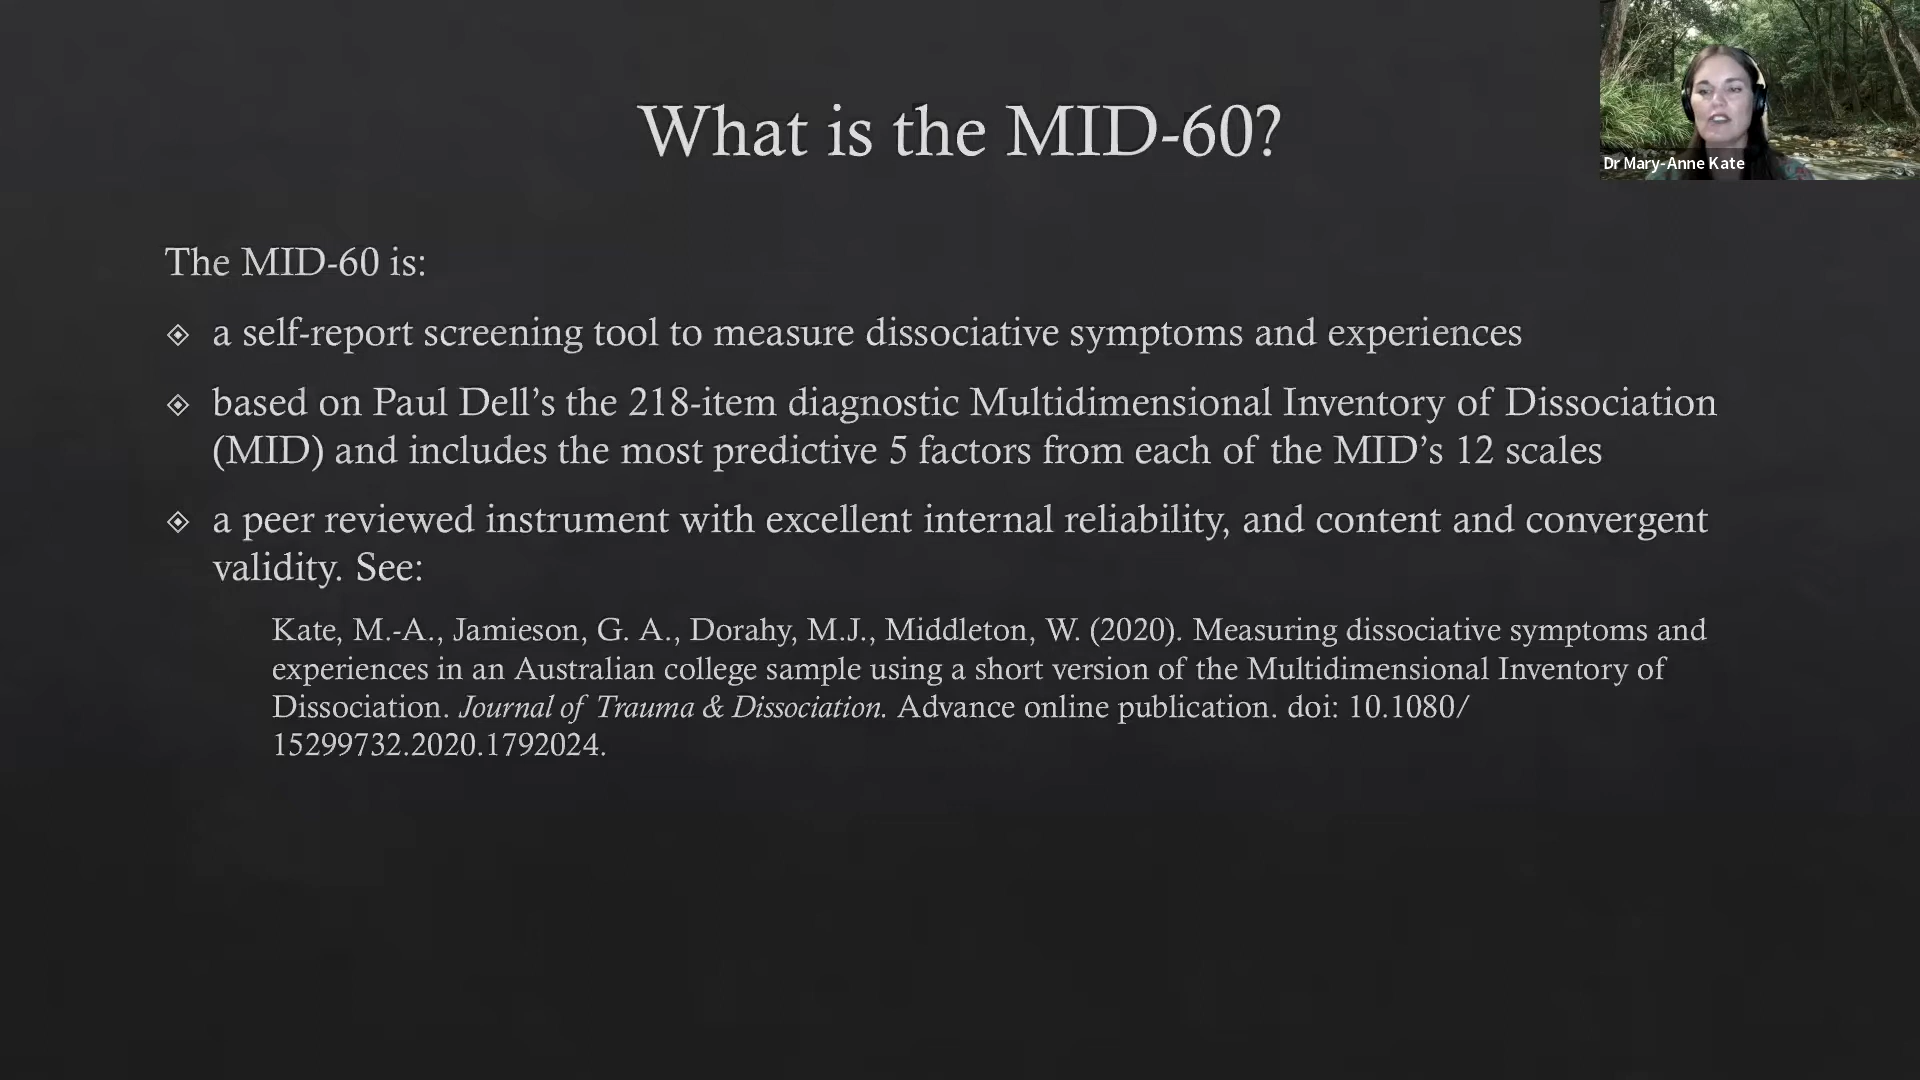 What is the MID-60?
Dr Mary-Anne Kate
The MID-60 is:
a self-report screening tool to measure dissociative symptoms and experiences
based on Paul Dell’s the 218-item diagnostic Multidimensional Inventory of Dissociation
(MID) and includes the most predictive 5 factors from each of the MID’s 12 scales
a peer reviewed instrument with excellent internal reliability, and content and convergent
validity. See:
Kate, M.-A., Jamieson, G. A., Dorahy, M.J., Middleton, W. (2020). Measuring dissociative symptoms and
experiences in an Australian college sample using a short version of the Multidimensional Inventory of
Dissociation. Journal of Trauma & Dissociation. Advance online publication. doi: 10.1080/
15299732.2020.1792024.